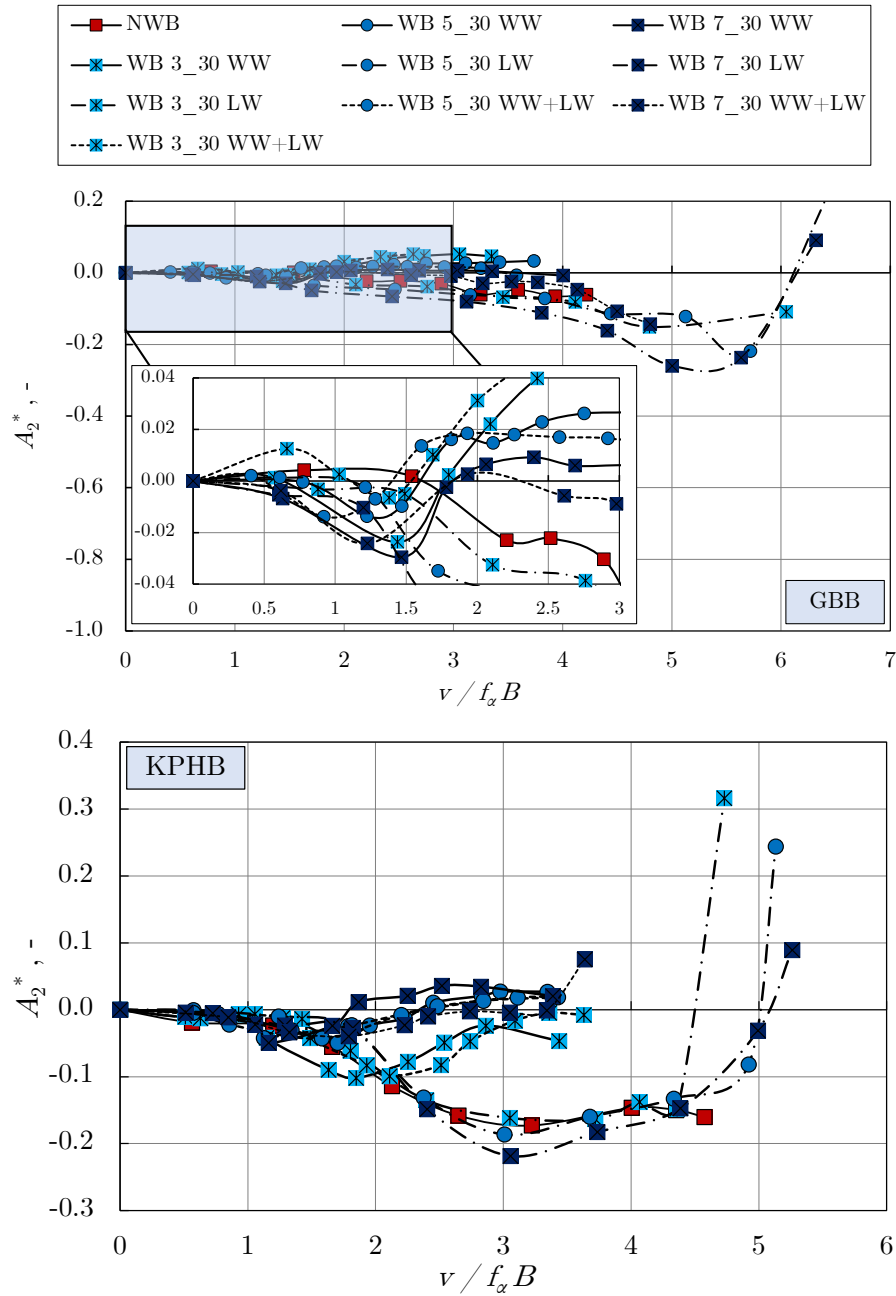 NWB WB 5_30 WW WB 7_30 WW
WB 3_30 WW WB 5_30 LW WB 7_30 LW
WB 3_30 LW WB 5_30 WW+LW WB 7_30 WW+LW
WB 3_30 WW+LW
0.2
0.0
-0.2
-0.4
-0.6
-0.8
-1.0
A₂* , -
0.04
0.02
0.00
-0.02
-0.04
0 0.5 1 1.5 2 2.5 3
GBB
0 1 2 3 4 5 6 7
v / fαB
KPHB
0.4
0.3
0.2
0.1
0.0
-0.1
-0.2
-0.3
A₂* , -
0 1 2 3 4 5 6
v / fαB